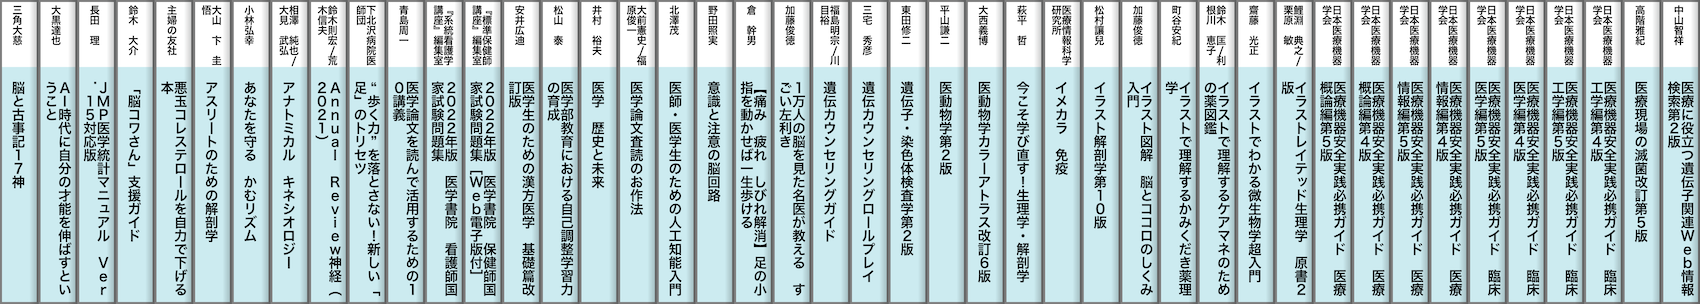 三角大慈
脳と古事記１７神
大黒達也
ＡＩ時代に自分の才能を伸ばすとい
うこと
長田　理
ＪＭＰ医学統計マニュアル　Ｖｅｒ
．１５対応版
鈴木　大介
「脳コワさん」支援ガイド
主婦の友社
悪玉コレステロールを自力で下げる
本
大山　卞　圭
悟
アスリートのための解剖学
小林弘幸
あなたを守る　かむリズム
相澤　純也/
大見　武弘
アナトミカル　キネシオロジー
鈴木則宏/荒
木信夫
Ａｎｎｕａｌ　Ｒｅｖｉｅｗ神経（
２０２１）
下北沢病院医
師団
“歩く力”を落とさない！新しい「
足」のトリセツ
青島周一
医学論文を読んで活用するための１
０講義
『系統看護学
講座』編集室
２０２２年版　医学書院　看護師国
家試験問題集
『標準保健師
講座』編集室
２０２２年版　医学書院　保健師国
家試験問題集［Ｗｅｂ電子版付］
安井広迪
医学生のための漢方医学　基礎篇改
訂版
松山　泰
医学部教育における自己調整学習力
の育成
井村　裕夫
医学　歴史と未来
大前憲史/福
原俊一
医学論文査読のお作法
北澤茂
医師・医学生のための人工知能入門
野田照実
意識と注意の脳回路
倉　幹男
【痛み　疲れ　しびれ解消】足の小
指を動かせば一生歩ける
加藤俊徳
１万人の脳を見た名医が教える　す
ごい左利き
福島明宗/川
目裕
遺伝カウンセリングガイド
三宅　秀彦
遺伝カウンセリングロールプレイ
東田修二
遺伝子・染色体検査学第２版
平山謙二
医動物学第２版
大西義博
医動物学カラーアトラス改訂６版
萩平　哲
今こそ学び直す！生理学・解剖学
医療情報科学
研究所
イメカラ　免疫
松村讓兒
イラスト解剖学第１０版
加藤俊徳
イラスト図解　脳とココロのしくみ
入門
町谷安紀
イラストで理解するかみくだき薬理
学
鈴木　匡/利
根川　恵子
イラストで理解するケアマネのため
の薬図鑑
齋藤　光正
イラストでわかる微生物学超入門
鯉淵　典之/
栗原　敏
イラストレイテッド生理学　原書２
版
日本医療機器
学会
医療機器安全実践必携ガイド　医療
概論編第５版
日本医療機器
学会
医療機器安全実践必携ガイド　医療
概論編第４版
日本医療機器
学会
医療機器安全実践必携ガイド　医療
情報編第５版
日本医療機器
学会
医療機器安全実践必携ガイド　医療
情報編第４版
日本医療機器
学会
医療機器安全実践必携ガイド　臨床
医学編第５版
日本医療機器
学会
医療機器安全実践必携ガイド　臨床
医学編第４版
日本医療機器
学会
医療機器安全実践必携ガイド　臨床
工学編第５版
日本医療機器
学会
医療機器安全実践必携ガイド　臨床
工学編第４版
高階雅紀
医療現場の滅菌改訂第５版
中山智祥
医療に役立つ遺伝子関連Ｗｅｂ情報
検索第２版